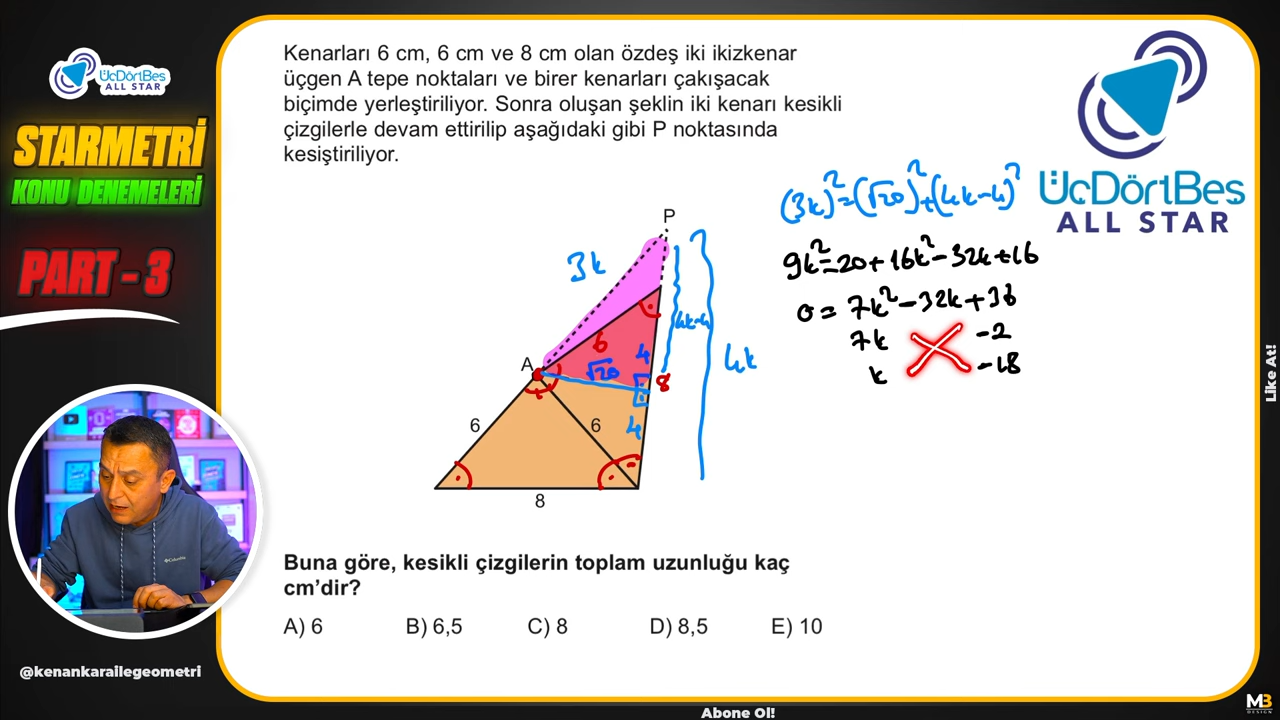 ÜçDörtBeş
ALL STAR
STARMETRİ
KONU DENEMELERİ
PART - 3
Kenarları 6 cm, 6 cm ve 8 cm olan özdeş iki ikizkenar
üçgen A tepe noktaları ve birer kenarları çakışacak
biçimde yerleştiriliyor. Sonra oluşan şeklin iki kenarı kesikli
çizgilerle devam ettirilip aşağıdaki gibi P noktasında
kesiştiriliyor.
ÜçDörtBeş
ALL STAR
(3k)²=(√20)²+(4k-4)²
9k²=20+16k²-32k+16
0=7k²-32k+36
7k -2
k -18
P
3k
4k-4
6
4
A
√20
8
4k
6
6
4
8
Buna göre, kesikli çizgilerin toplam uzunluğu kaç
cm'dir?
A) 6 B) 6,5 C) 8 D) 8,5 E) 10
Columbia
@kenankarailegeometri
Like At!
Abone Ol!
M3
DESIGN